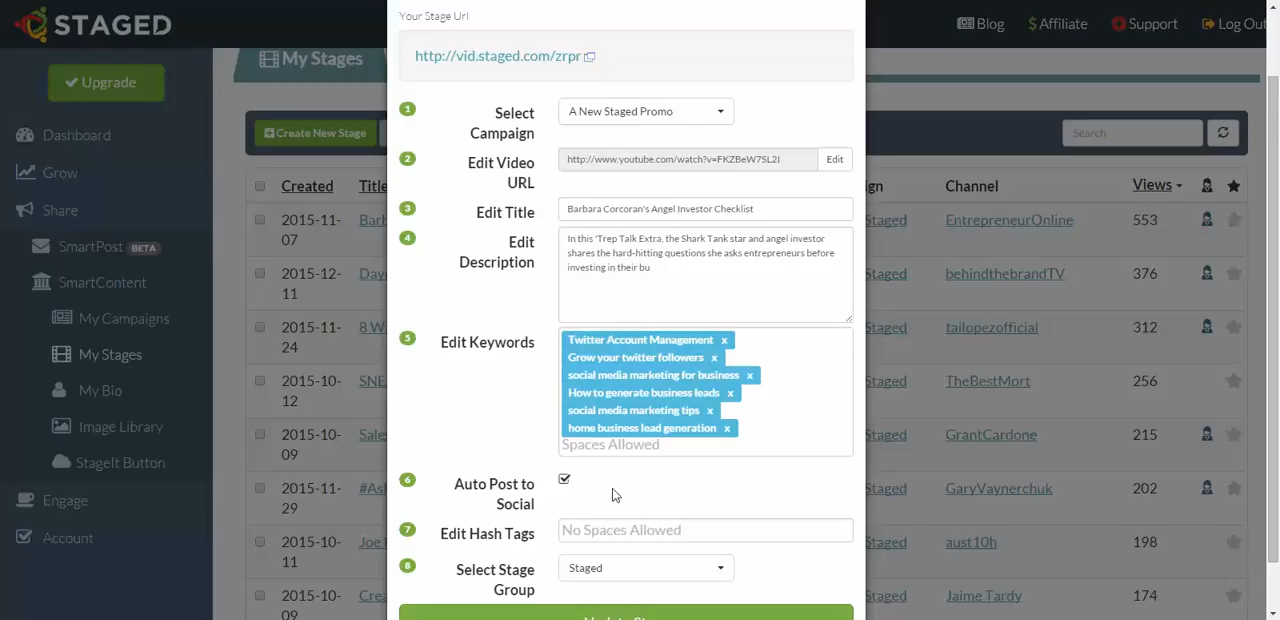 STAGED
Blog
Affiliate
Support
Log Out
Upgrade
Dashboard
Grow
Share
SmartPost BETA
SmartContent
My Campaigns
My Stages
My Bio
Image Library
StageIt Button
Engage
Account
My Stages
Create New Stage
Search
Created
Title
Channel
Views
2015-11-07
EntrepreneurOnline
553
2015-12-11
behindthebrandTV
376
2015-11-24
8 W
tailopezofficial
312
2015-10-12
SNE
TheBestMort
256
2015-10-09
Sales
GrantCardone
215
2015-11-29
#Ask
GaryVaynerchuk
202
2015-10-11
Joe
aust10h
198
2015-10-09
Crea
Jaime Tardy
174
Staged
Staged
Staged
Staged
Staged
Staged
Staged
Staged
Your Stage Url
http://vid.staged.com/zrpr
1 Select Campaign
A New Staged Promo
2 Edit Video URL
http://www.youtube.com/watch?v=FKZBeW7SL2I
Edit
3 Edit Title
Barbara Corcoran's Angel Investor Checklist
4 Edit Description
In this 'Trep Talk Extra, the Shark Tank star and angel investor
shares the hard-hitting questions she asks entrepreneurs before
investing in their bu
5 Edit Keywords
Twitter Account Management x
Grow your twitter followers x
social media marketing for business x
How to generate business leads x
social media marketing tips x
home business lead generation x
Spaces Allowed
6 Auto Post to Social
7 Edit Hash Tags
No Spaces Allowed
8 Select Stage Group
Staged